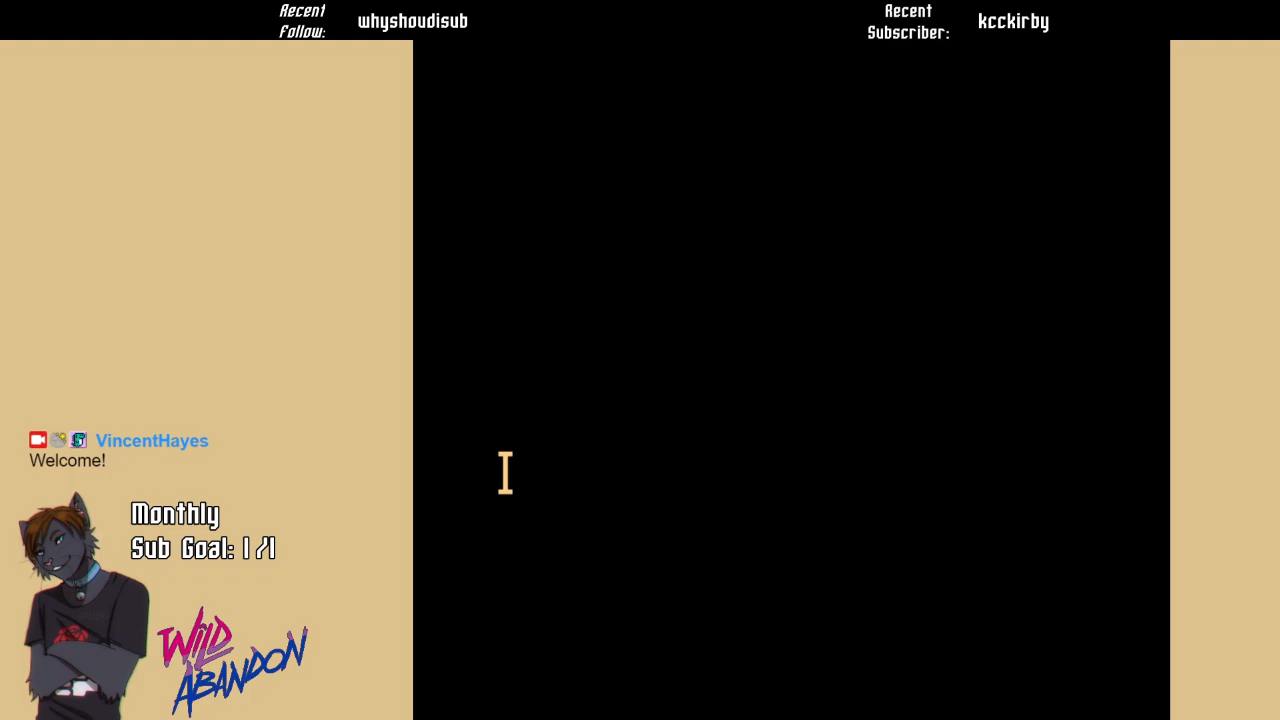 Recent
Follow:
whyshoudisub
Recent
Subscriber:
kcckirby
VincentHayes
Welcome!
Monthly
Sub Goal: 1 /1
WILD
ABANDON
I